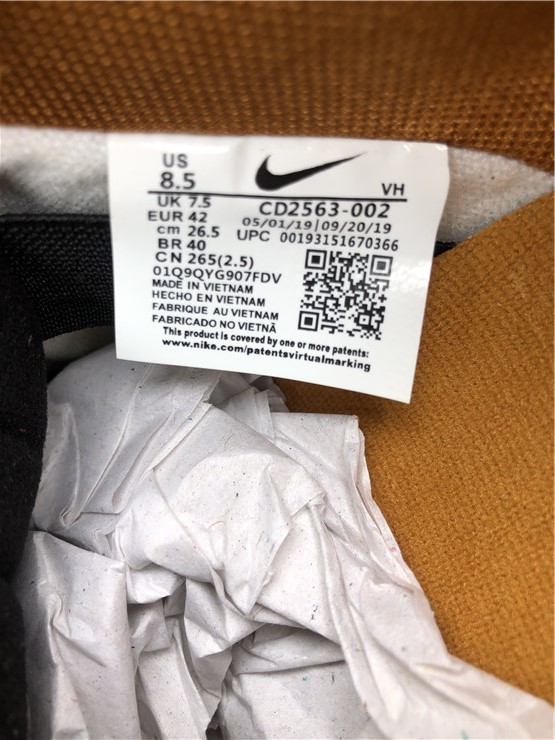 US
8.5
VH
UK 7.5
CD2563-002
EUR 42
05/01/19|09/20/19
cm 26.5
UPC 00193151670366
BR 40
CN 265(2.5)
01Q9QYG907FDV
MADE IN VIETNAM
HECHO EN VIETNAM
FABRIQUE AU VIETNAM
FABRICADO NO VIETNÃ
This product is covered by one or more patents:
www.nike.com/patentsvirtualmarking